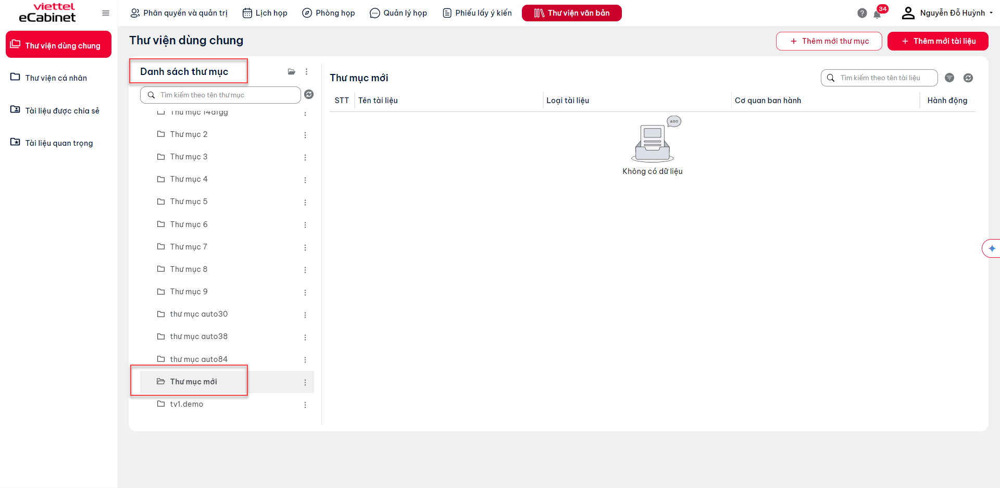 viettel
eCabinet
Phân quyền và quản trị
Lịch họp
Phòng họp
Quản lý họp
Phiếu lấy ý kiến
Thư viện văn bản
?
34
Nguyễn Đỗ Huỳnh
Thư viện dùng chung
Thư viện cá nhân
Tài liệu được chia sẻ
Tài liệu quan trọng
Thư viện dùng chung
+ Thêm mới thư mục
+ Thêm mới tài liệu
Danh sách thư mục
Tìm kiếm theo tên thư mục
Thư mục 14dfgg
Thư mục 2
Thư mục 3
Thư mục 4
Thư mục 5
Thư mục 6
Thư mục 7
Thư mục 8
Thư mục 9
thư mục auto30
thư mục auto38
thư mục auto84
Thư mục mới
tv1.demo
Thư mục mới
Tìm kiếm theo tên tài liệu
STT
Tên tài liệu
Loại tài liệu
Cơ quan ban hành
Hành động
Không có dữ liệu